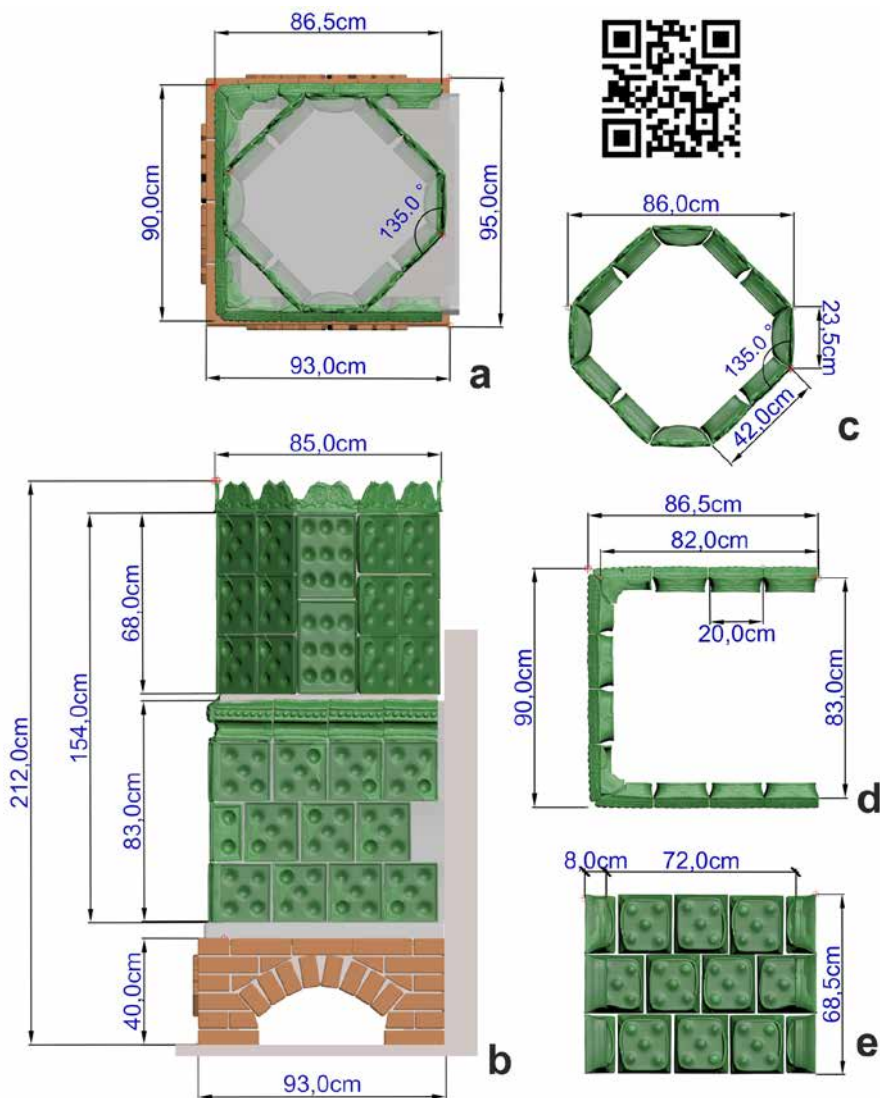 86,5cm
90,0cm
135.0 °
95,0cm
93,0cm
a
86,0cm
23,5cm
135.0 °
42,0cm
c
85,0cm
212,0cm
154,0cm
68,0cm
83,0cm
40,0cm
93,0cm
b
86,5cm
82,0cm
20,0cm
90,0cm
83,0cm
d
8,0cm
72,0cm
68,5cm
e